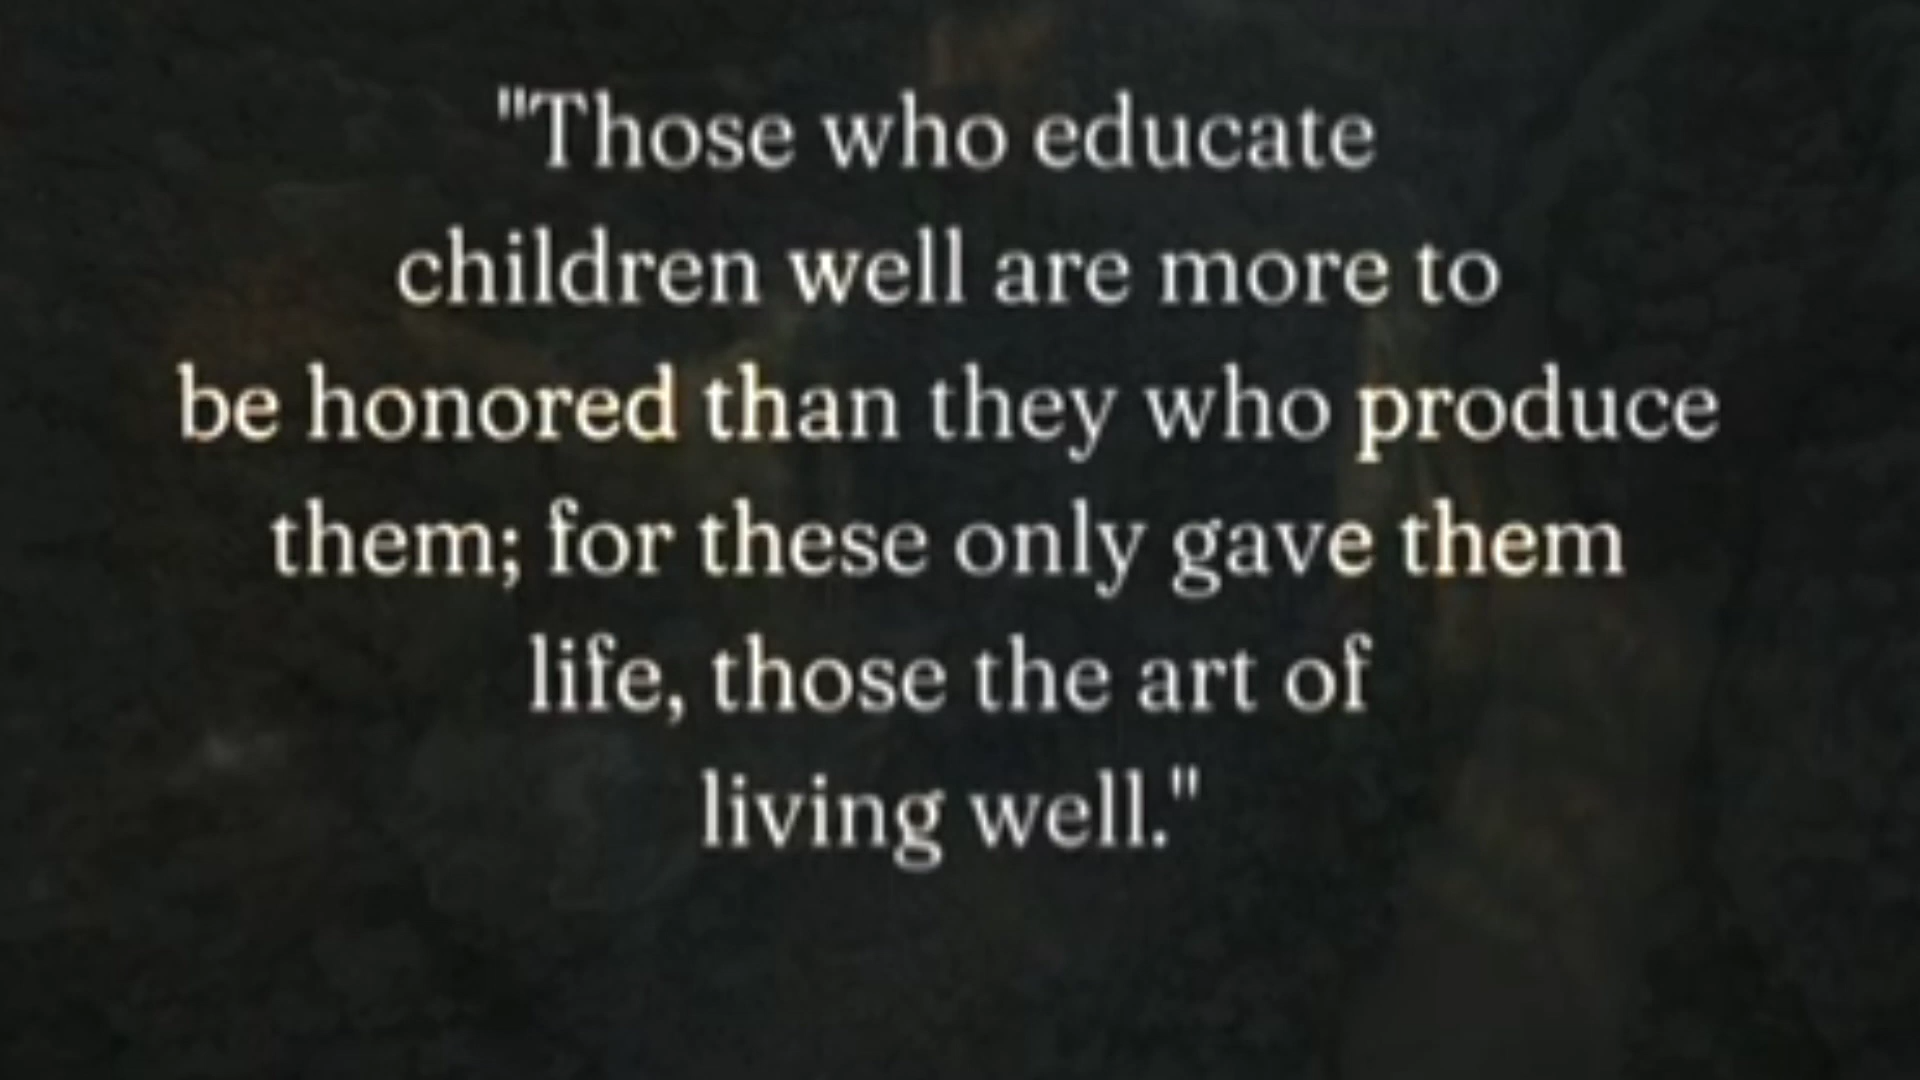 "Those who educate
children well are more to
be honored than they who produce
them; for these only gave them
life, those the art of
living well."